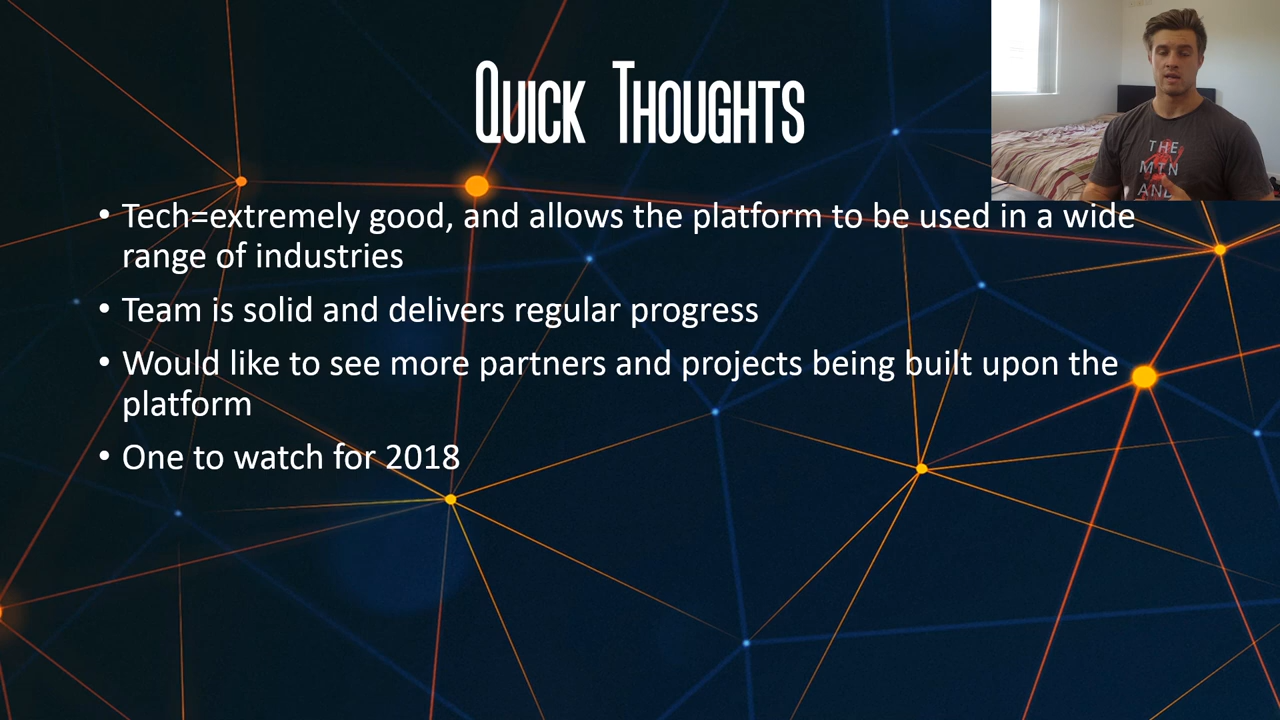 Quick Thoughts
• Tech=extremely good, and allows the platform to be used in a wide
range of industries
• Team is solid and delivers regular progress
• Would like to see more partners and projects being built upon the
platform
• One to watch for 2018
THE
MTN
AND